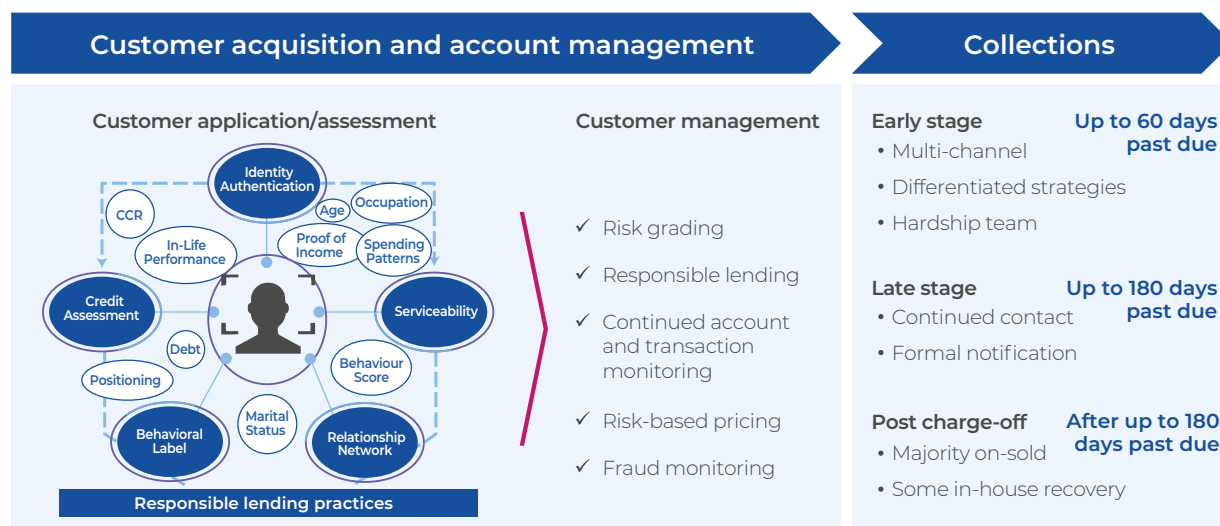 Customer acquisition and account management
Collections
Customer application/assessment
Identity
Authentication
CCR
Age
Occupation
In-Life
Performance
Proof of
Income
Spending
Patterns
Credit
Assessment
Serviceability
Debt
Positioning
Behaviour
Score
Marital
Status
Behavioral
Label
Relationship
Network
Responsible lending practices
Customer management
✓ Risk grading
✓ Responsible lending
✓ Continued account
and transaction
monitoring
✓ Risk-based pricing
✓ Fraud monitoring
Early stage
Up to 60 days
past due
• Multi-channel
• Differentiated strategies
• Hardship team
Late stage
Up to 180 days
past due
• Continued contact
• Formal notification
Post charge-off
After up to 180
days past due
• Majority on-sold
• Some in-house recovery